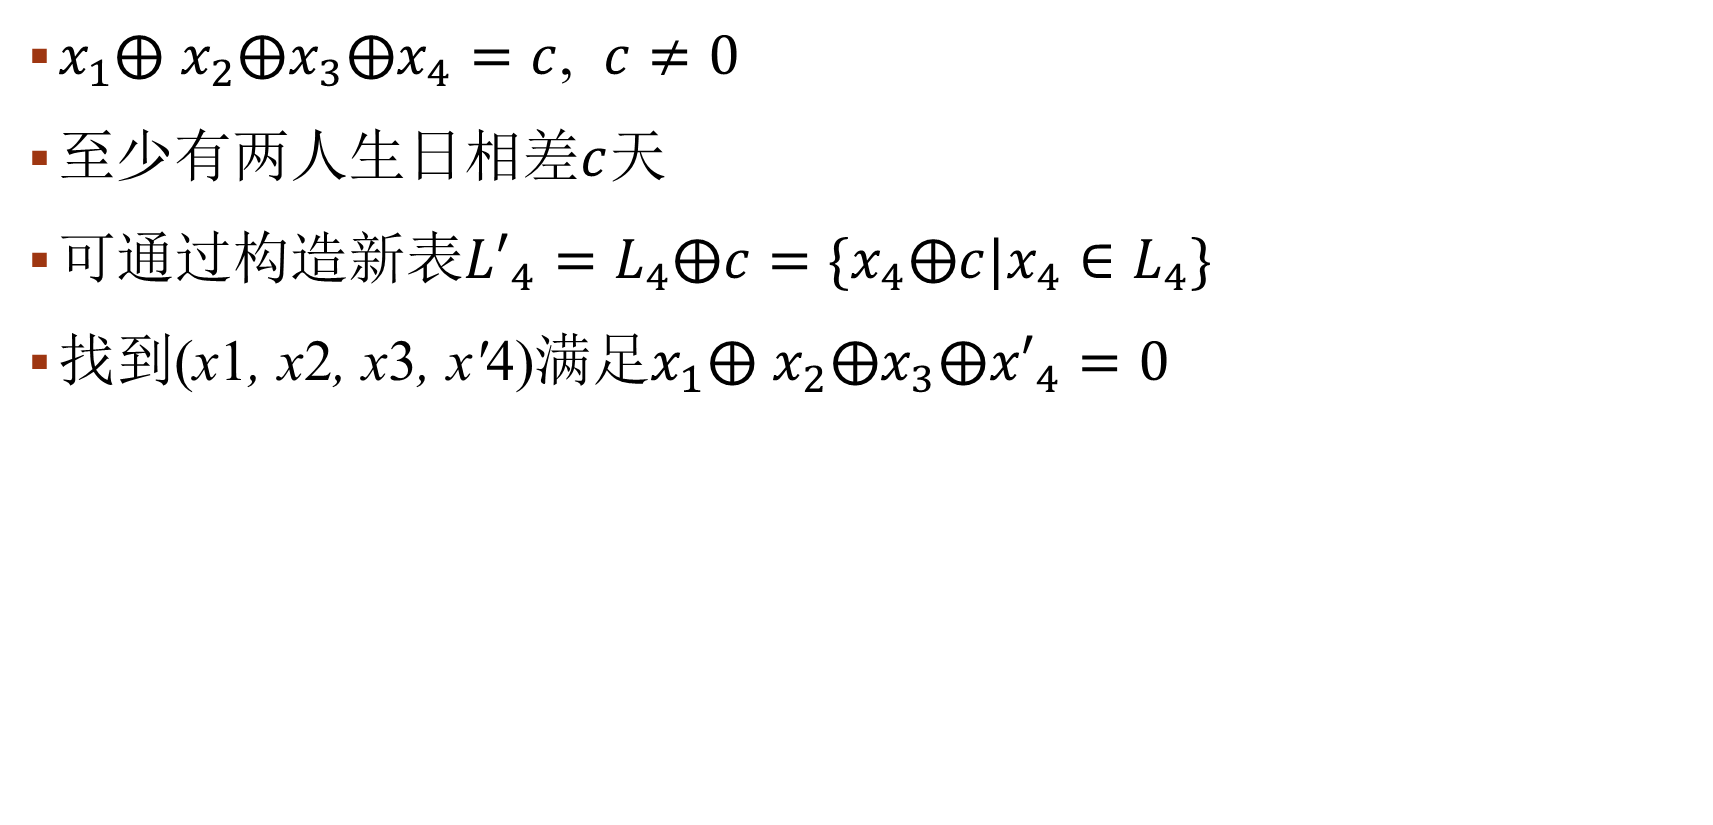 ▪ x₁⊕ x₂⊕x₃⊕x₄ = c, c ≠ 0
▪ 至少有两人生日相差c天
▪ 可通过构造新表L′₄ = L₄⊕c = {x₄⊕c|x₄ ∈ L₄}
▪ 找到(x1, x2, x3, x′4)满足x₁⊕ x₂⊕x₃⊕x′₄ = 0